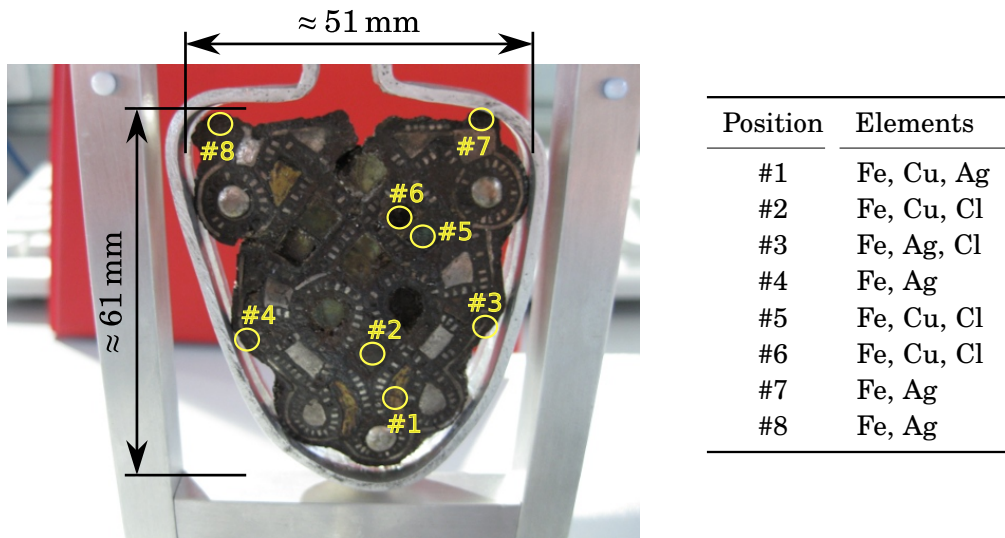 ≈ 51 mm
≈ 61 mm
#8
#7
#6
#5
#4
#3
#2
#1
Position Elements
#1 Fe, Cu, Ag
#2 Fe, Cu, Cl
#3 Fe, Ag, Cl
#4 Fe, Ag
#5 Fe, Cu, Cl
#6 Fe, Cu, Cl
#7 Fe, Ag
#8 Fe, Ag